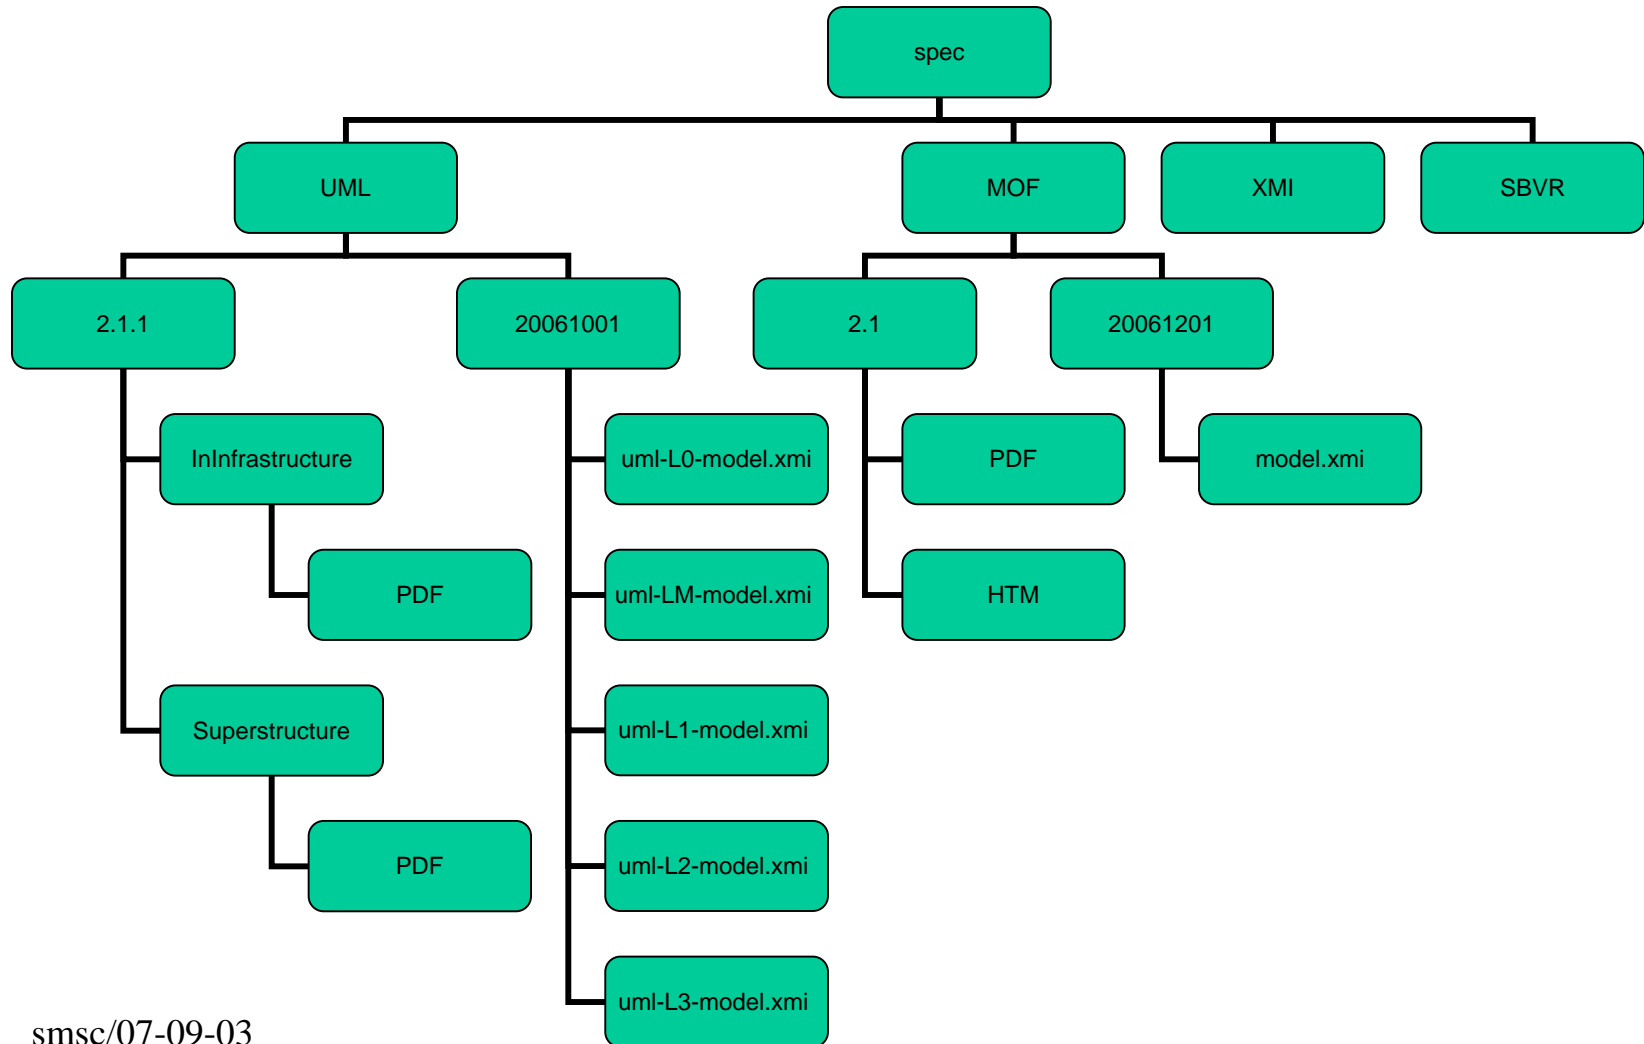 spec
UML
MOF
XMI
SBVR
2.1.1
20061001
2.1
20061201
InInfrastructure
uml-L0-model.xmi
PDF
model.xmi
PDF
uml-LM-model.xmi
HTM
Superstructure
uml-L1-model.xmi
PDF
uml-L2-model.xmi
uml-L3-model.xmi
smsc/07-09-03